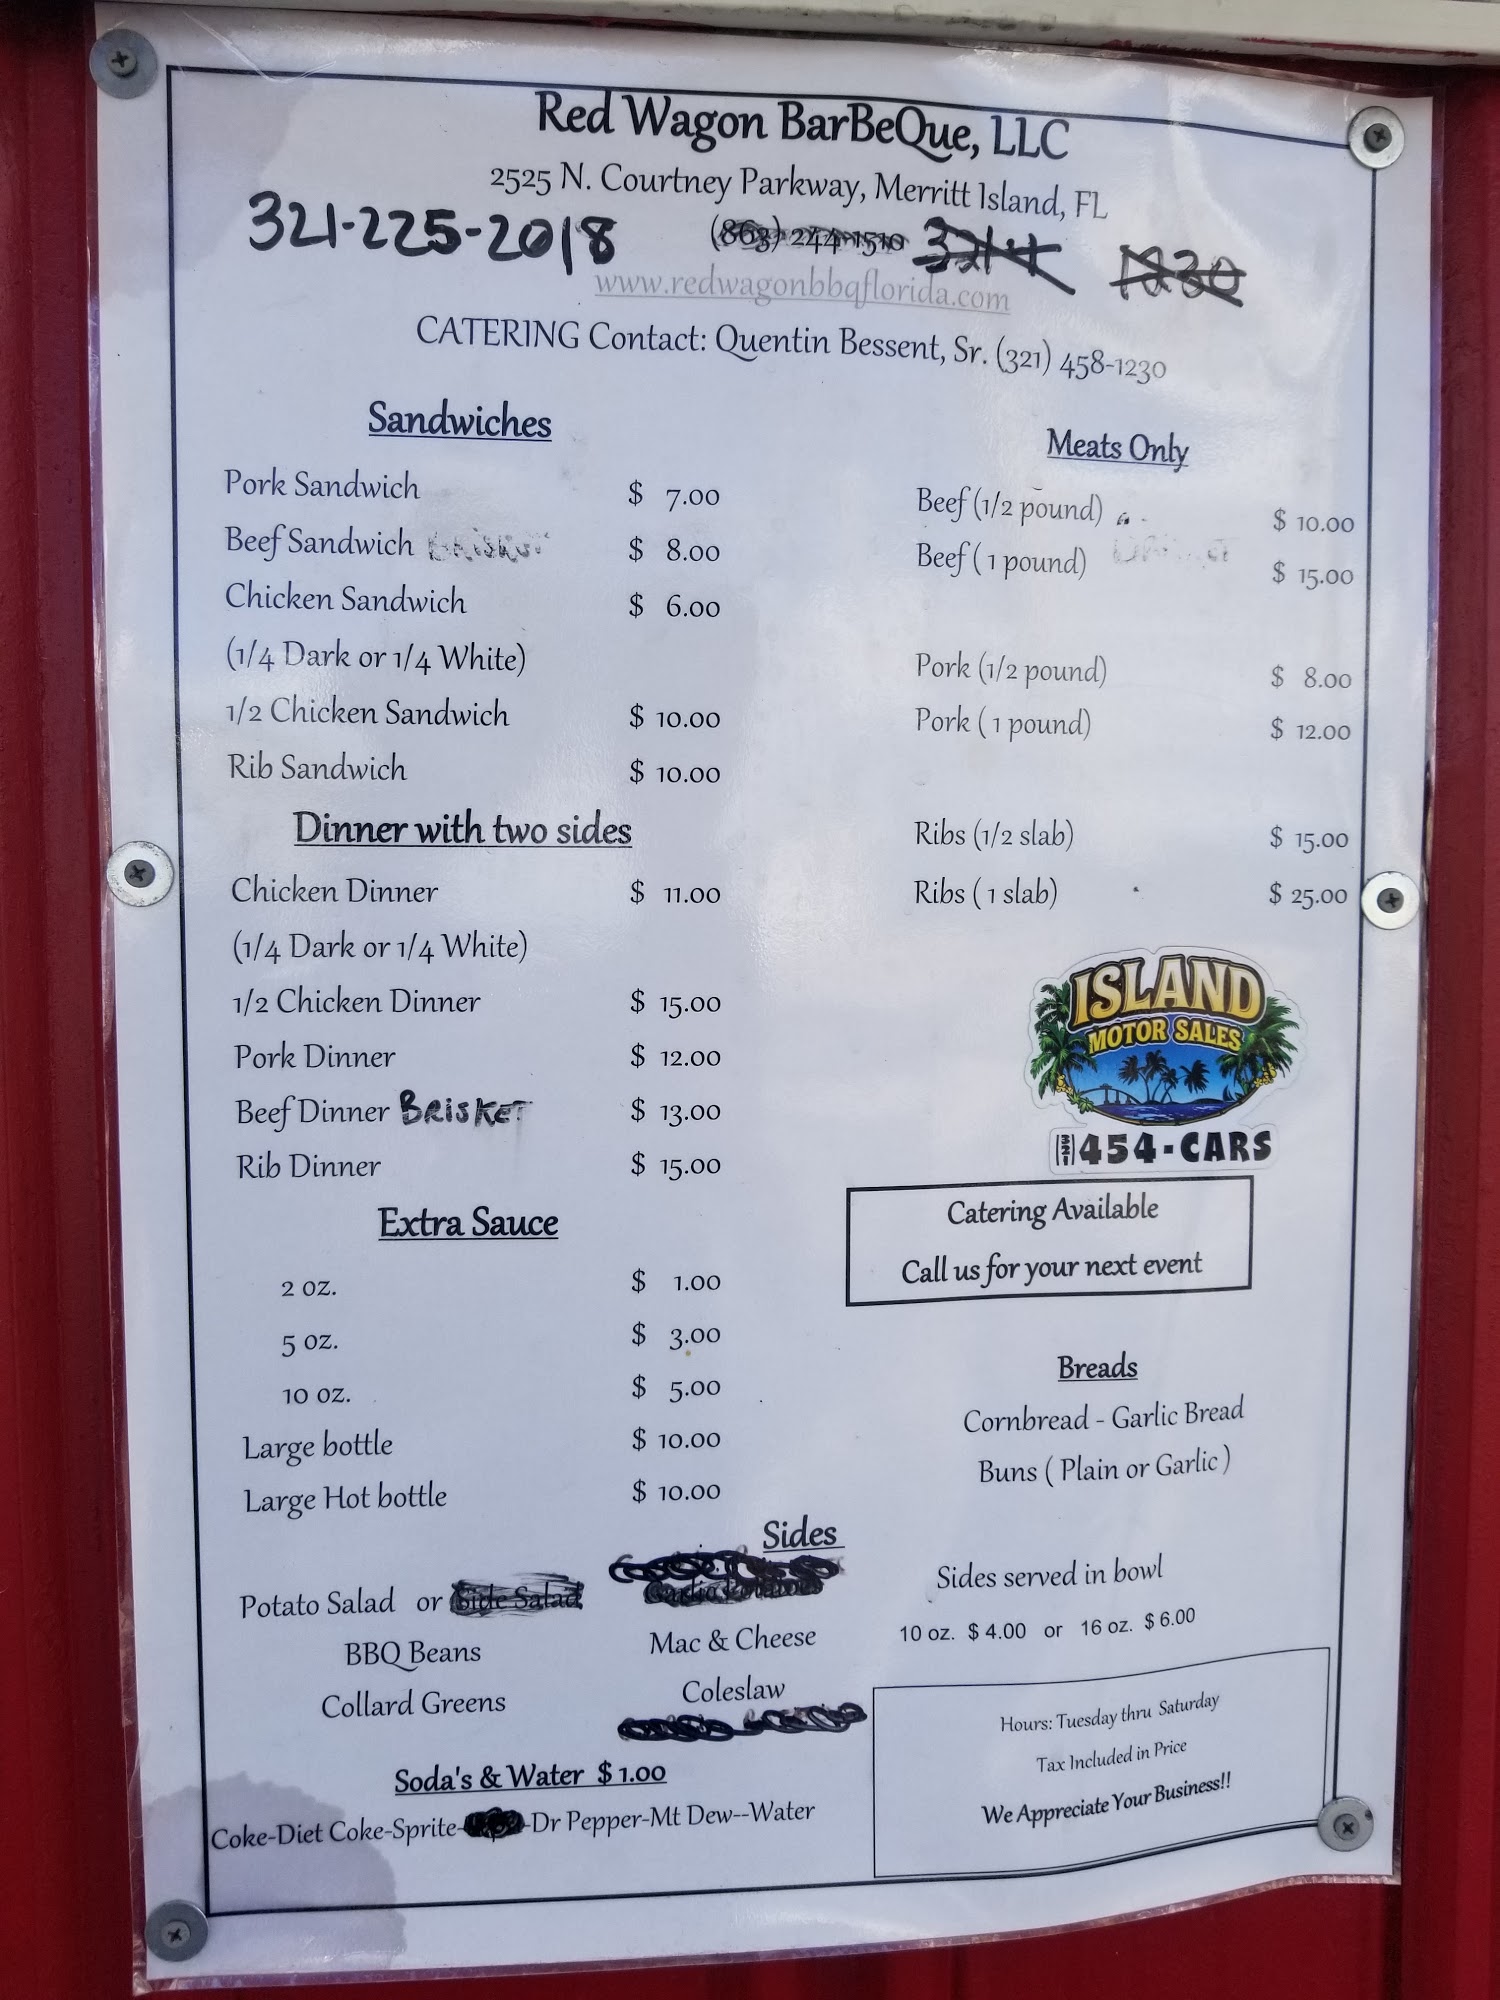 Red Wagon BarBeQue, LLC
2525 N. Courtney Parkway, Merritt Island, FL
321-225-2018 (863) 244-1510
www.redwagonbbqflorida.com
CATERING Contact: Quentin Bessent, Sr. (321) 458-1230
Sandwiches
Pork Sandwich $ 7.00
Beef Sandwich BRISKET $ 8.00
Chicken Sandwich $ 6.00
(1/4 Dark or 1/4 White)
1/2 Chicken Sandwich $ 10.00
Rib Sandwich $ 10.00
Dinner with two sides
Chicken Dinner $ 11.00
(1/4 Dark or 1/4 White)
1/2 Chicken Dinner $ 15.00
Pork Dinner $ 12.00
Beef Dinner BRISKET $ 13.00
Rib Dinner $ 15.00
Extra Sauce
2 oz. $ 1.00
5 oz. $ 3.00
10 oz. $ 5.00
Large bottle $ 10.00
Large Hot bottle $ 10.00
Meats Only
Beef (1/2 pound) $ 10.00
Beef ( 1 pound) $ 15.00
Pork (1/2 pound) $ 8.00
Pork ( 1 pound) $ 12.00
Ribs (1/2 slab) $ 15.00
Ribs ( 1 slab) $ 25.00
ISLAND
MOTOR SALES
(321) 454-CARS
Catering Available
Call us for your next event
Breads
Cornbread - Garlic Bread
Buns ( Plain or Garlic )
Sides
Potato Salad or Side Salad Garlic Potatoes
BBQ Beans Mac & Cheese
Collard Greens Coleslaw
Sides served in bowl
10 oz. $ 4.00 or 16 oz. $ 6.00
Soda's & Water $ 1.00
Coke-Diet Coke-Sprite- -Dr Pepper-Mt Dew--Water
Hours: Tuesday thru Saturday
Tax Included in Price
We Appreciate Your Business!!